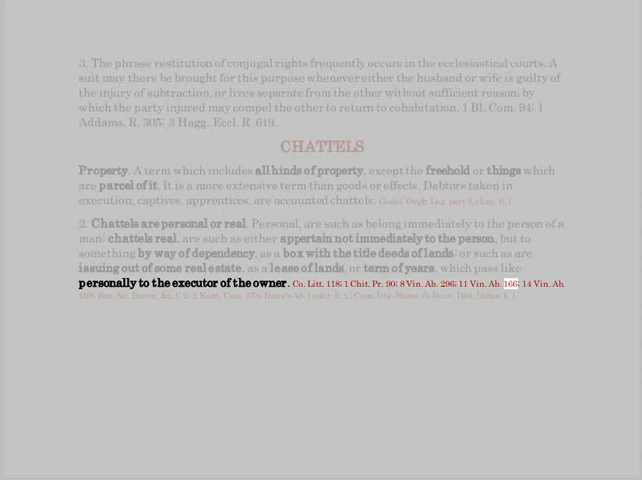 3. The phrase restitution of conjugal rights frequently occurs in the ecclesiastical courts. A
suit may there be brought for this purpose whenever either the husband or wife is guilty of
the injury of subtraction, or lives separate from the other without sufficient reason; by
which the party injured may compel the other to return to cohabitation. 1 Bl. Com. 94; 1
Addams, R. 305; 3 Hagg. Eccl. R. 619.
CHATTELS
Property. A term which includes all hinds of property, except the freehold or things which
are parcel of it. It is a more extensive term than goods or effects. Debtors taken in
execution, captives, apprentices, are accounted chattels.
2. Chattels are personal or real. Personal, are such as belong immediately to the person of a
man; chattels real, are such as either appertain not immediately to the person, but to
something by way of dependency, as a box with the title deeds of lands; or such as are
issuing out of some real estate, as a lease of lands, or term of years, which pass like
personally to the executor of the owner. Co. Litt. 118; 1 Chit. Pr. 90; 8 Vin. Ab. 296; 11 Vin. Ab. 166; 14 Vin. Ab.